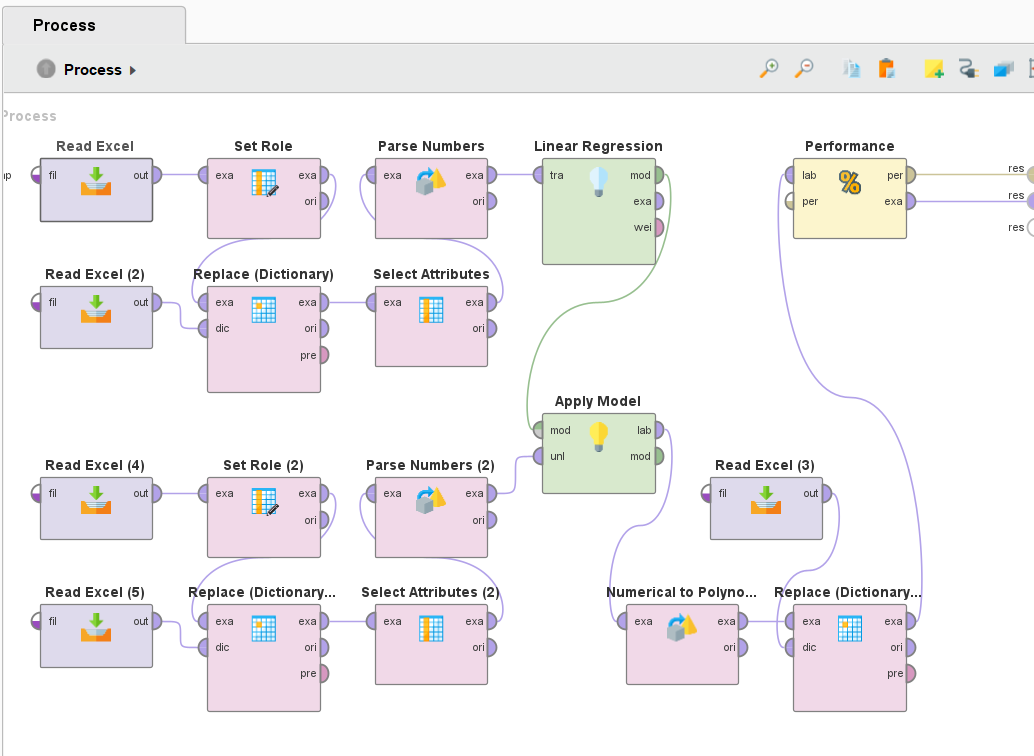 Process
Process
Process
Read Excel
Set Role
Parse Numbers
Linear Regression
Performance
fil out
exa exa
ori
exa exa
ori
tra mod
exa
wei
lab per
per exa
res
res
res
Read Excel (2)
Replace (Dictionary)
Select Attributes
fil out
exa exa
dic ori
pre
exa exa
ori
Apply Model
mod lab
unl mod
Read Excel (4)
Set Role (2)
Parse Numbers (2)
Read Excel (3)
fil out
exa exa
ori
exa exa
ori
fil out
Read Excel (5)
Replace (Dictionary...
Select Attributes (2)
Numerical to Polyno...
Replace (Dictionary...
fil out
exa exa
dic ori
pre
exa exa
ori
exa exa
ori
exa exa
dic ori
pre